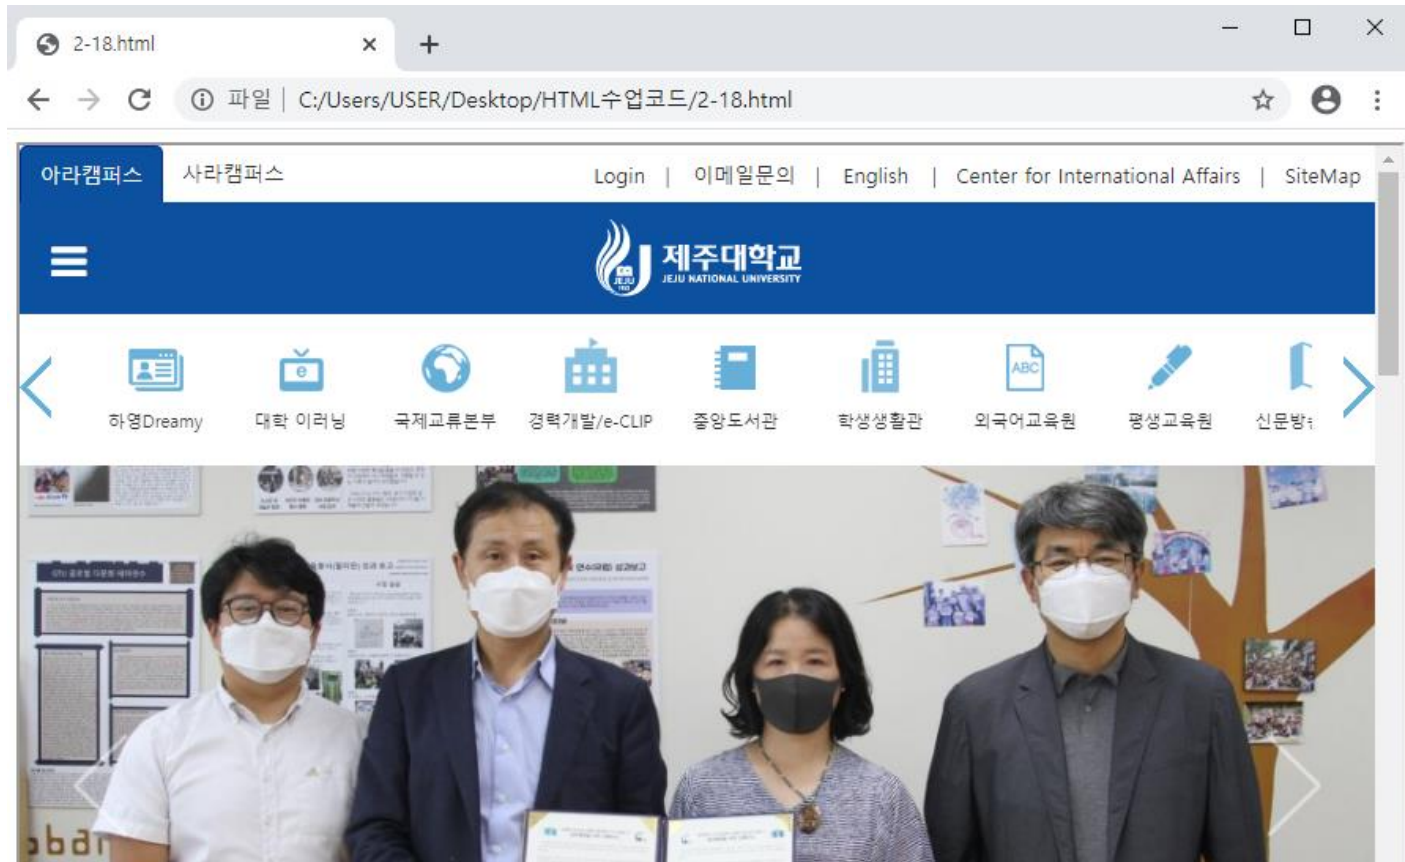 2-18.html
파일 | C:/Users/USER/Desktop/HTML수업코드/2-18.html
아라캠퍼스 사라캠퍼스 Login | 이메일문의 | English | Center for International Affairs | SiteMap
제주대학교
JEJU NATIONAL UNIVERSITY
JEJU
e
ABC
하영Dreamy 대학 이러닝 국제교류본부 경력개발/e-CLIP 중앙도서관 학생생활관 외국어교육원 평생교육원 신문방